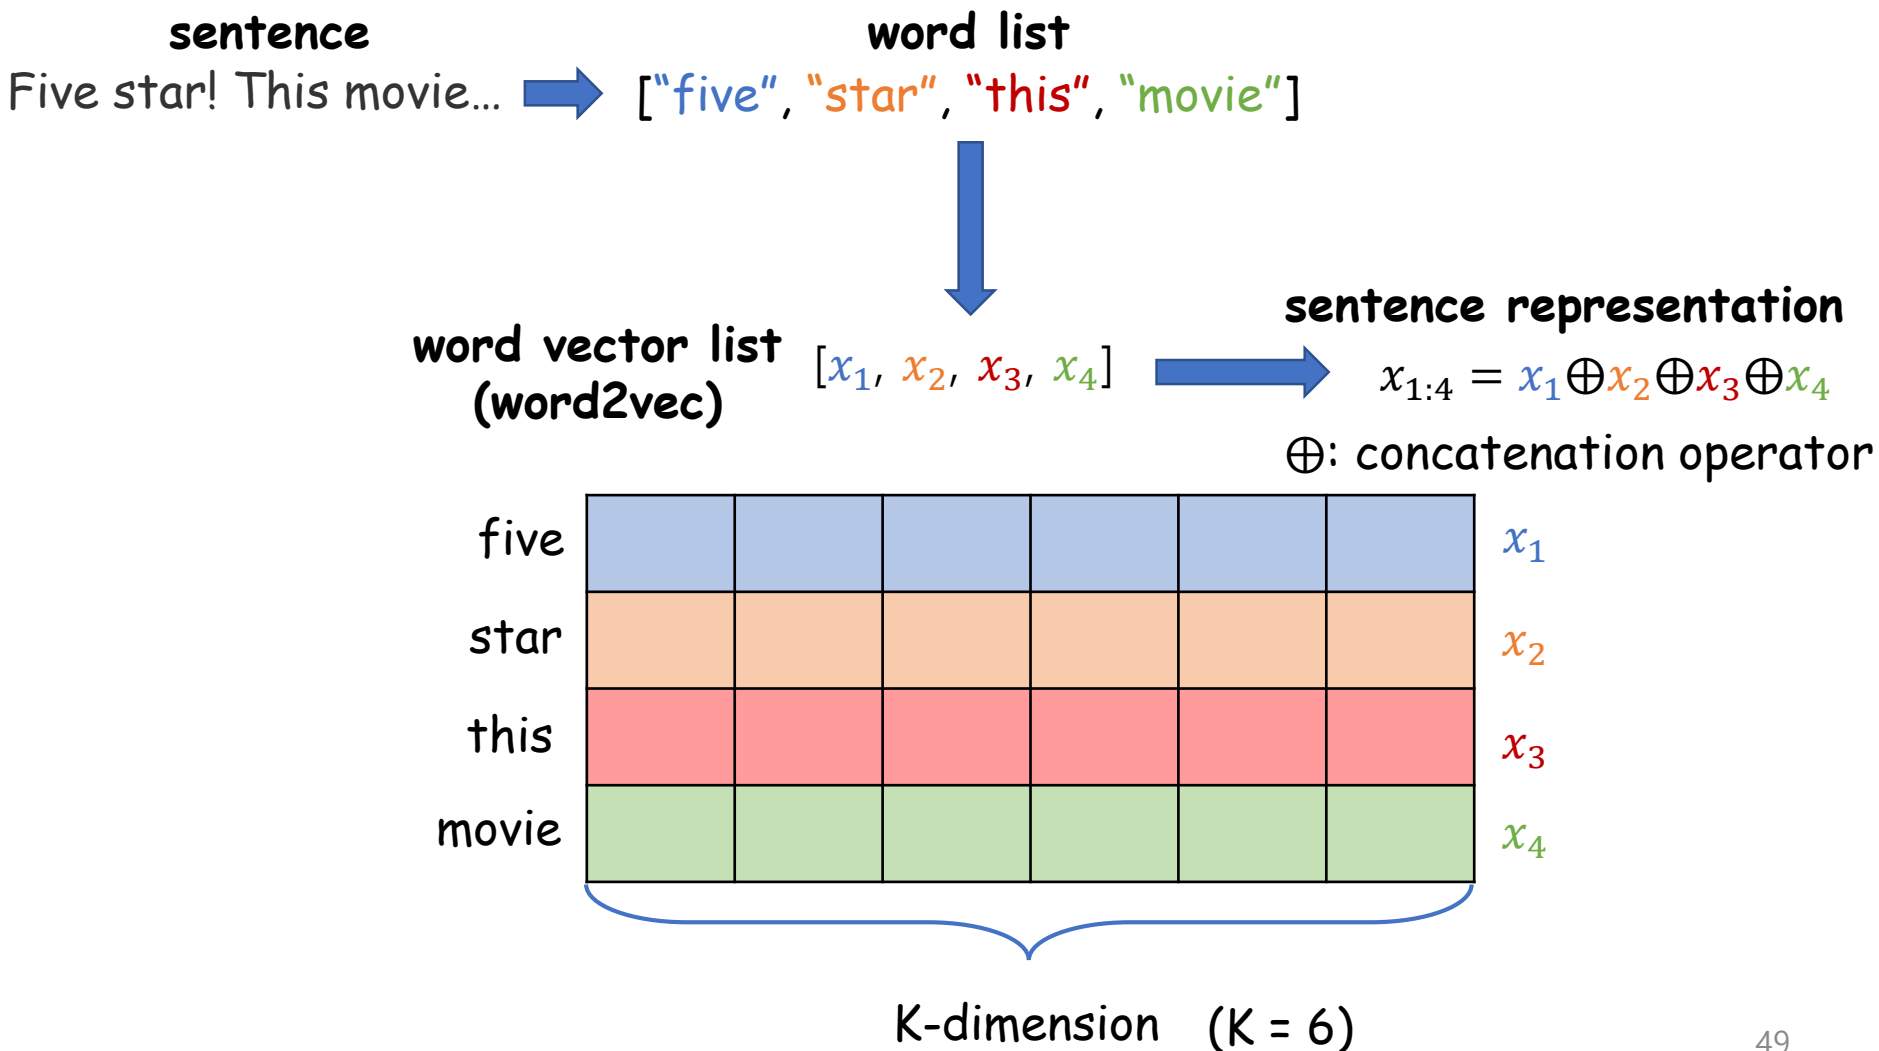 sentence
Five star! This movie...
word list
["five", "star", "this", "movie"]
word vector list
(word2vec)
[x₁, x₂, x₃, x₄]
sentence representation
x₁:₄ = x₁⊕x₂⊕x₃⊕x₄
⊕: concatenation operator
five x₁
star x₂
this x₃
movie x₄
K-dimension (K = 6)
49